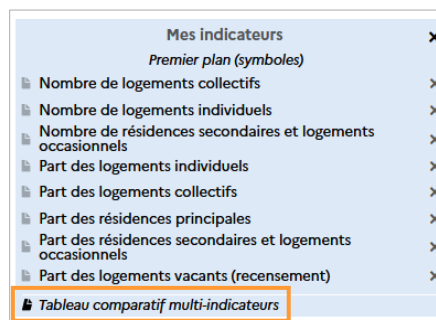 Mes indicateurs
Premier plan (symboles)
Nombre de logements collectifs
Nombre de logements individuels
Nombre de résidences secondaires et logements
occasionnels
Part des logements individuels
Part des logements collectifs
Part des résidences principales
Part des résidences secondaires et logements
occasionnels
Part des logements vacants (recensement)
Tableau comparatif multi-indicateurs